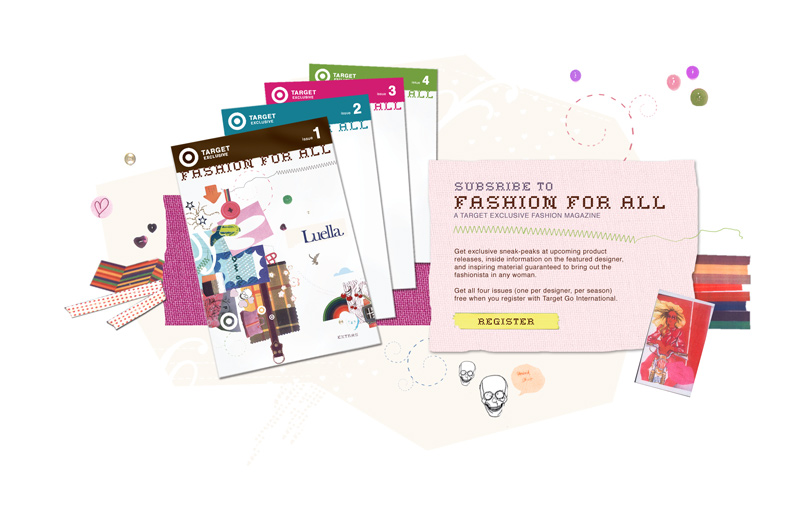 TARGET
EXCLUSIVE
Issue 4
ALL
TARGET
EXCLUSIVE
Issue 3
ALL
TARGET
EXCLUSIVE
Issue 2
ALL
TARGET
EXCLUSIVE
Issue 1
FASHION FOR ALL
Luella.
EXTRAS
SUBSRIBE TO
FASHION FOR ALL
A TARGET EXCLUSIVE FASHION MAGAZINE
Get exclusive sneak-peaks at upcoming product
releases, inside information on the featured designer,
and inspiring material guaranteed to bring out the
fashionista in any woman.
Get all four issues (one per designer, per season)
free when you register with Target Go International.
REGISTER